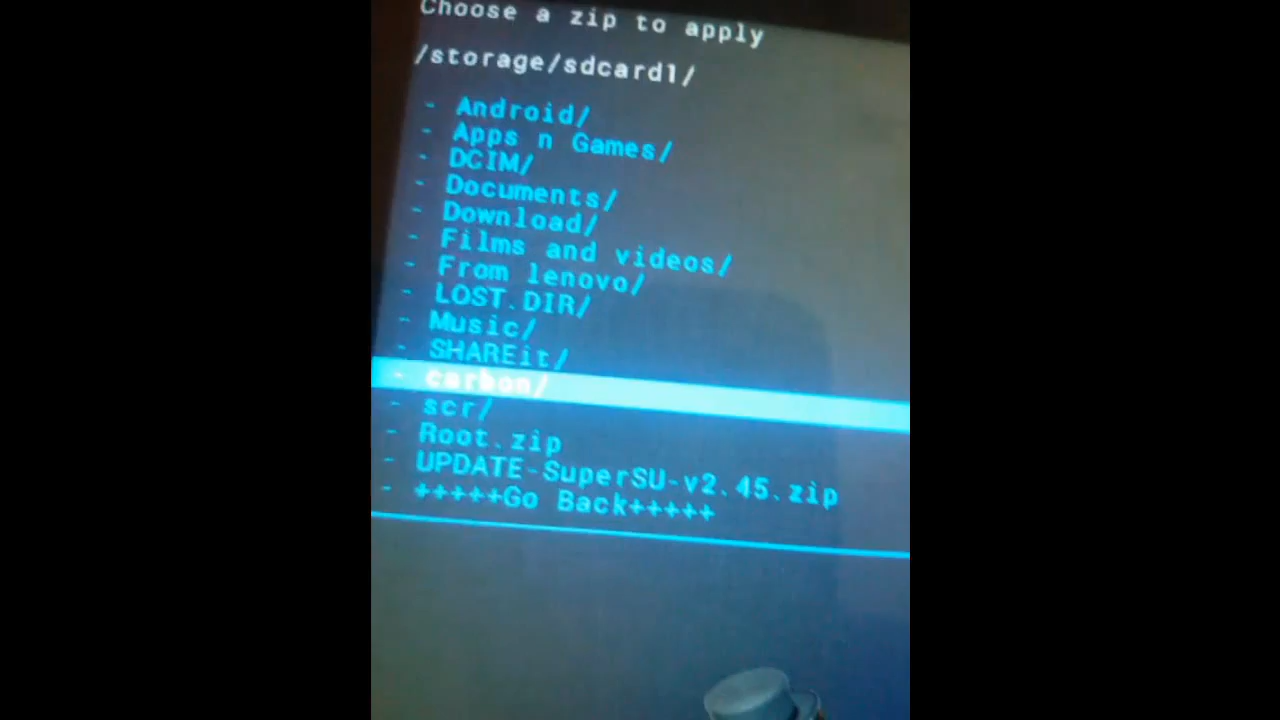 Choose a zip to apply
/storage/sdcard1/
- Android/
- Apps n Games/
- DCIM/
- Documents/
- Download/
- Films and videos/
- From lenovo/
- LOST.DIR/
- Music/
- SHAREit/
- carbon/
- scr/
- Root.zip
- UPDATE-SuperSU-v2.45.zip
- +++++Go Back+++++